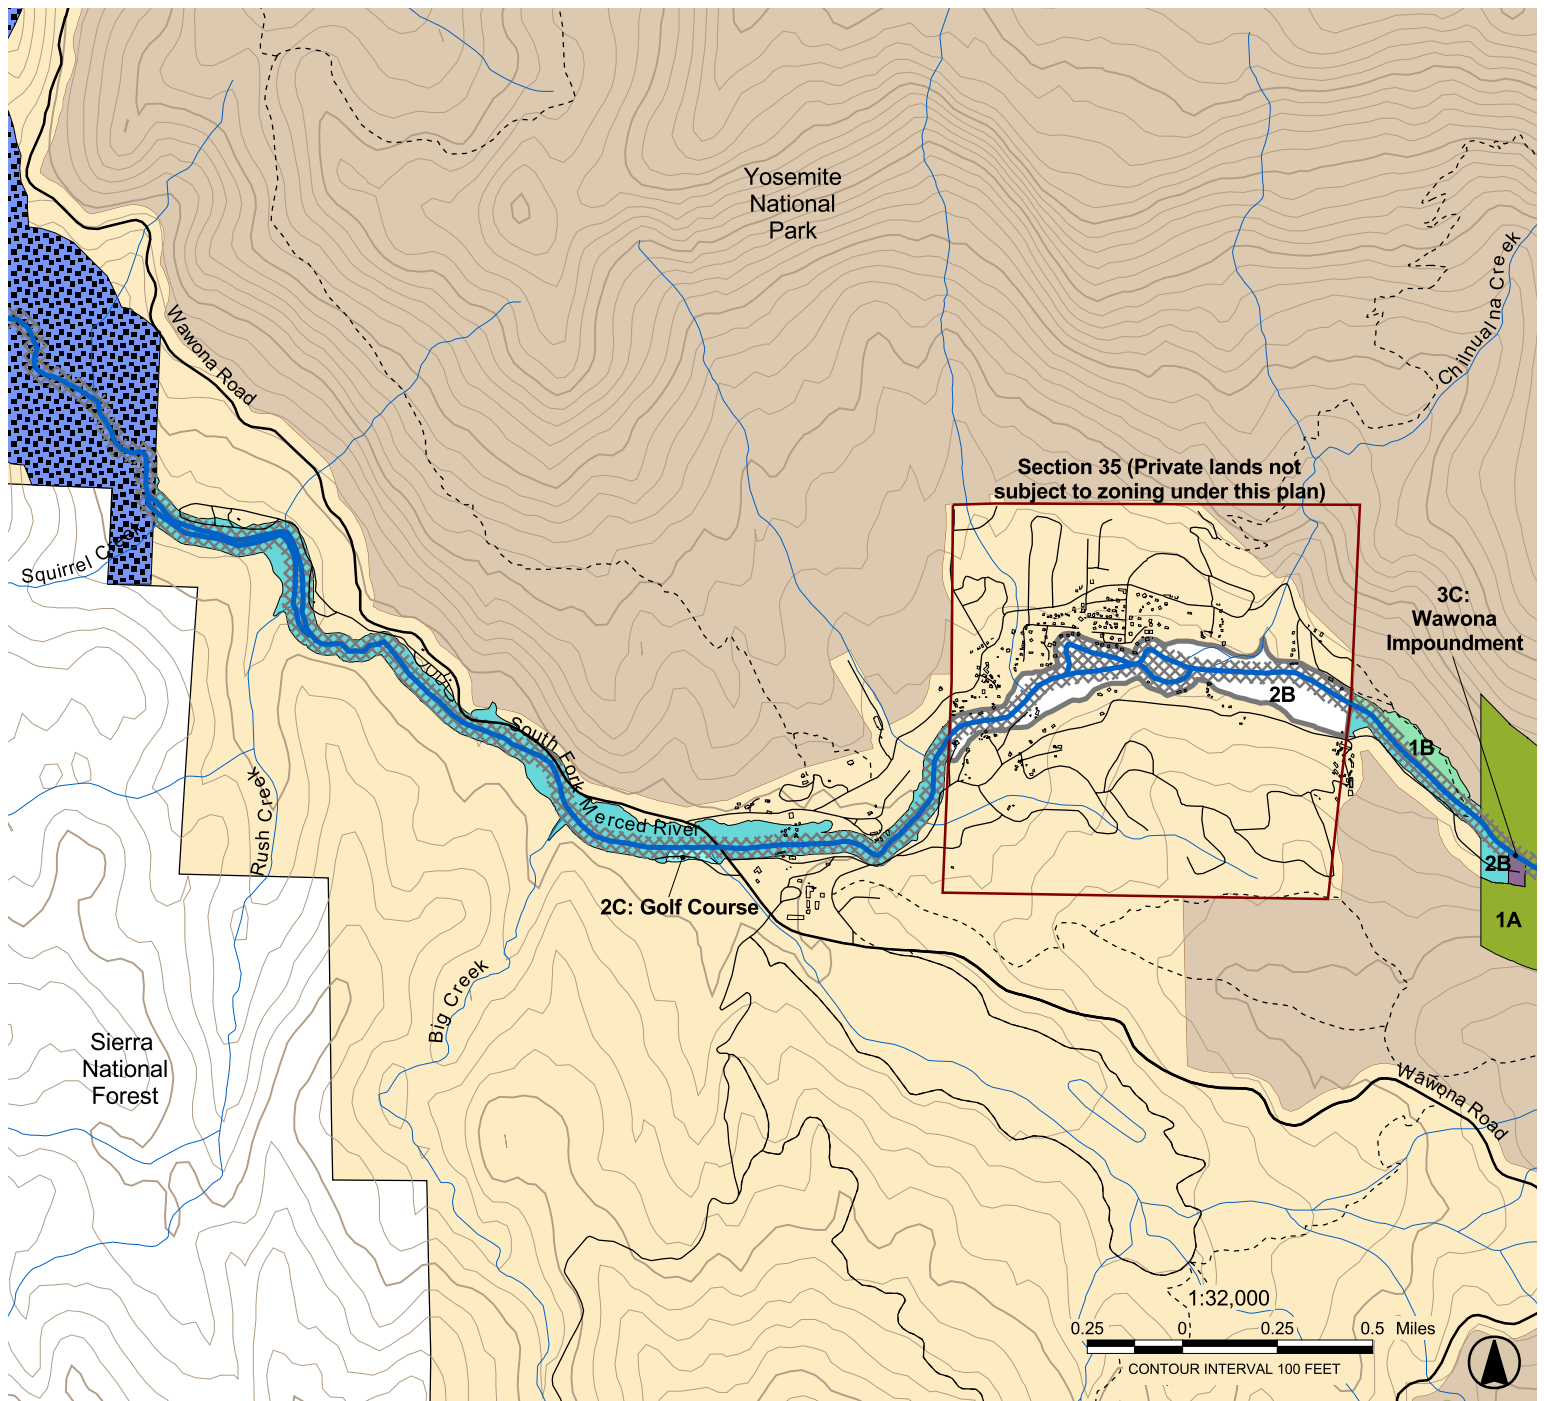 Yosemite
National
Park
Chilnualna Creek
Wawona Road
Section 35 (Private lands not
subject to zoning under this plan)
Squirrel Creek
3C:
Wawona
Impoundment
2B
1B
South Fork Merced River
Rush Creek
2B
2C: Golf Course
1A
Big Creek
Sierra
National
Forest
Wawona Road
1:32,000
0.25 0 0.25 0.5 Miles
CONTOUR INTERVAL 100 FEET